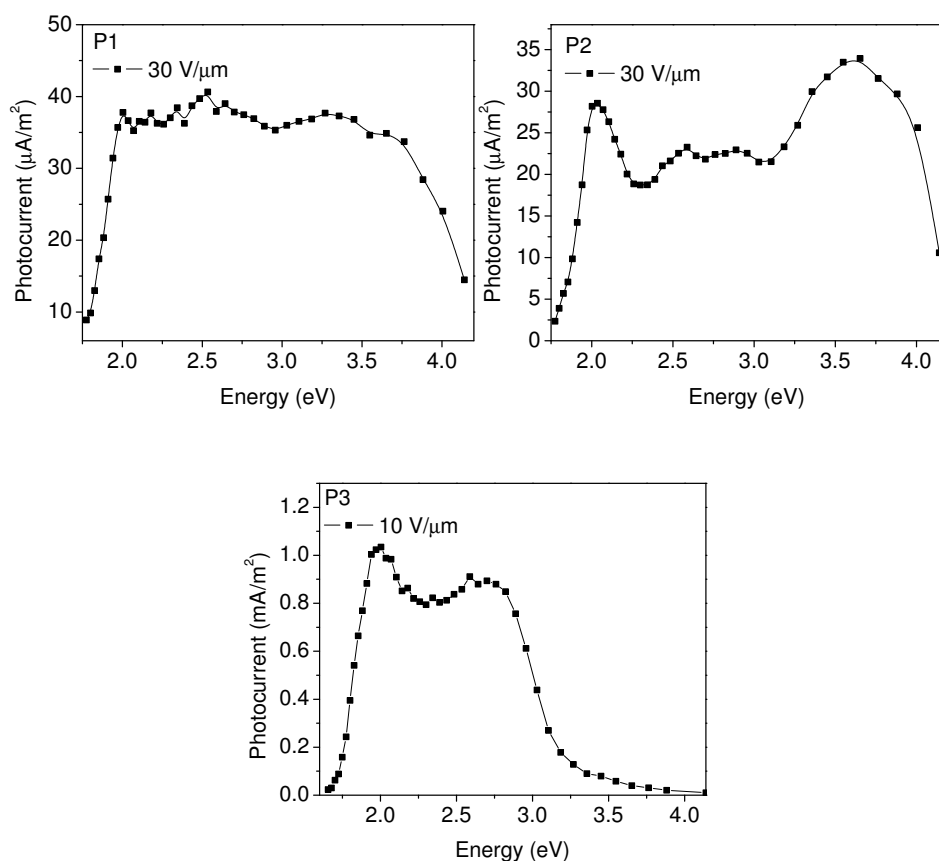 P1
30 V/μm
Photocurrent (μA/m²)
50
40
30
20
10
2.0 2.5 3.0 3.5 4.0
Energy (eV)
P2
30 V/μm
Photocurrent (μA/m²)
35
30
25
20
15
10
5
0
2.0 2.5 3.0 3.5 4.0
Energy (eV)
P3
10 V/μm
Photocurrent (mA/m²)
1.2
1.0
0.8
0.6
0.4
0.2
0.0
2.0 2.5 3.0 3.5 4.0
Energy (eV)